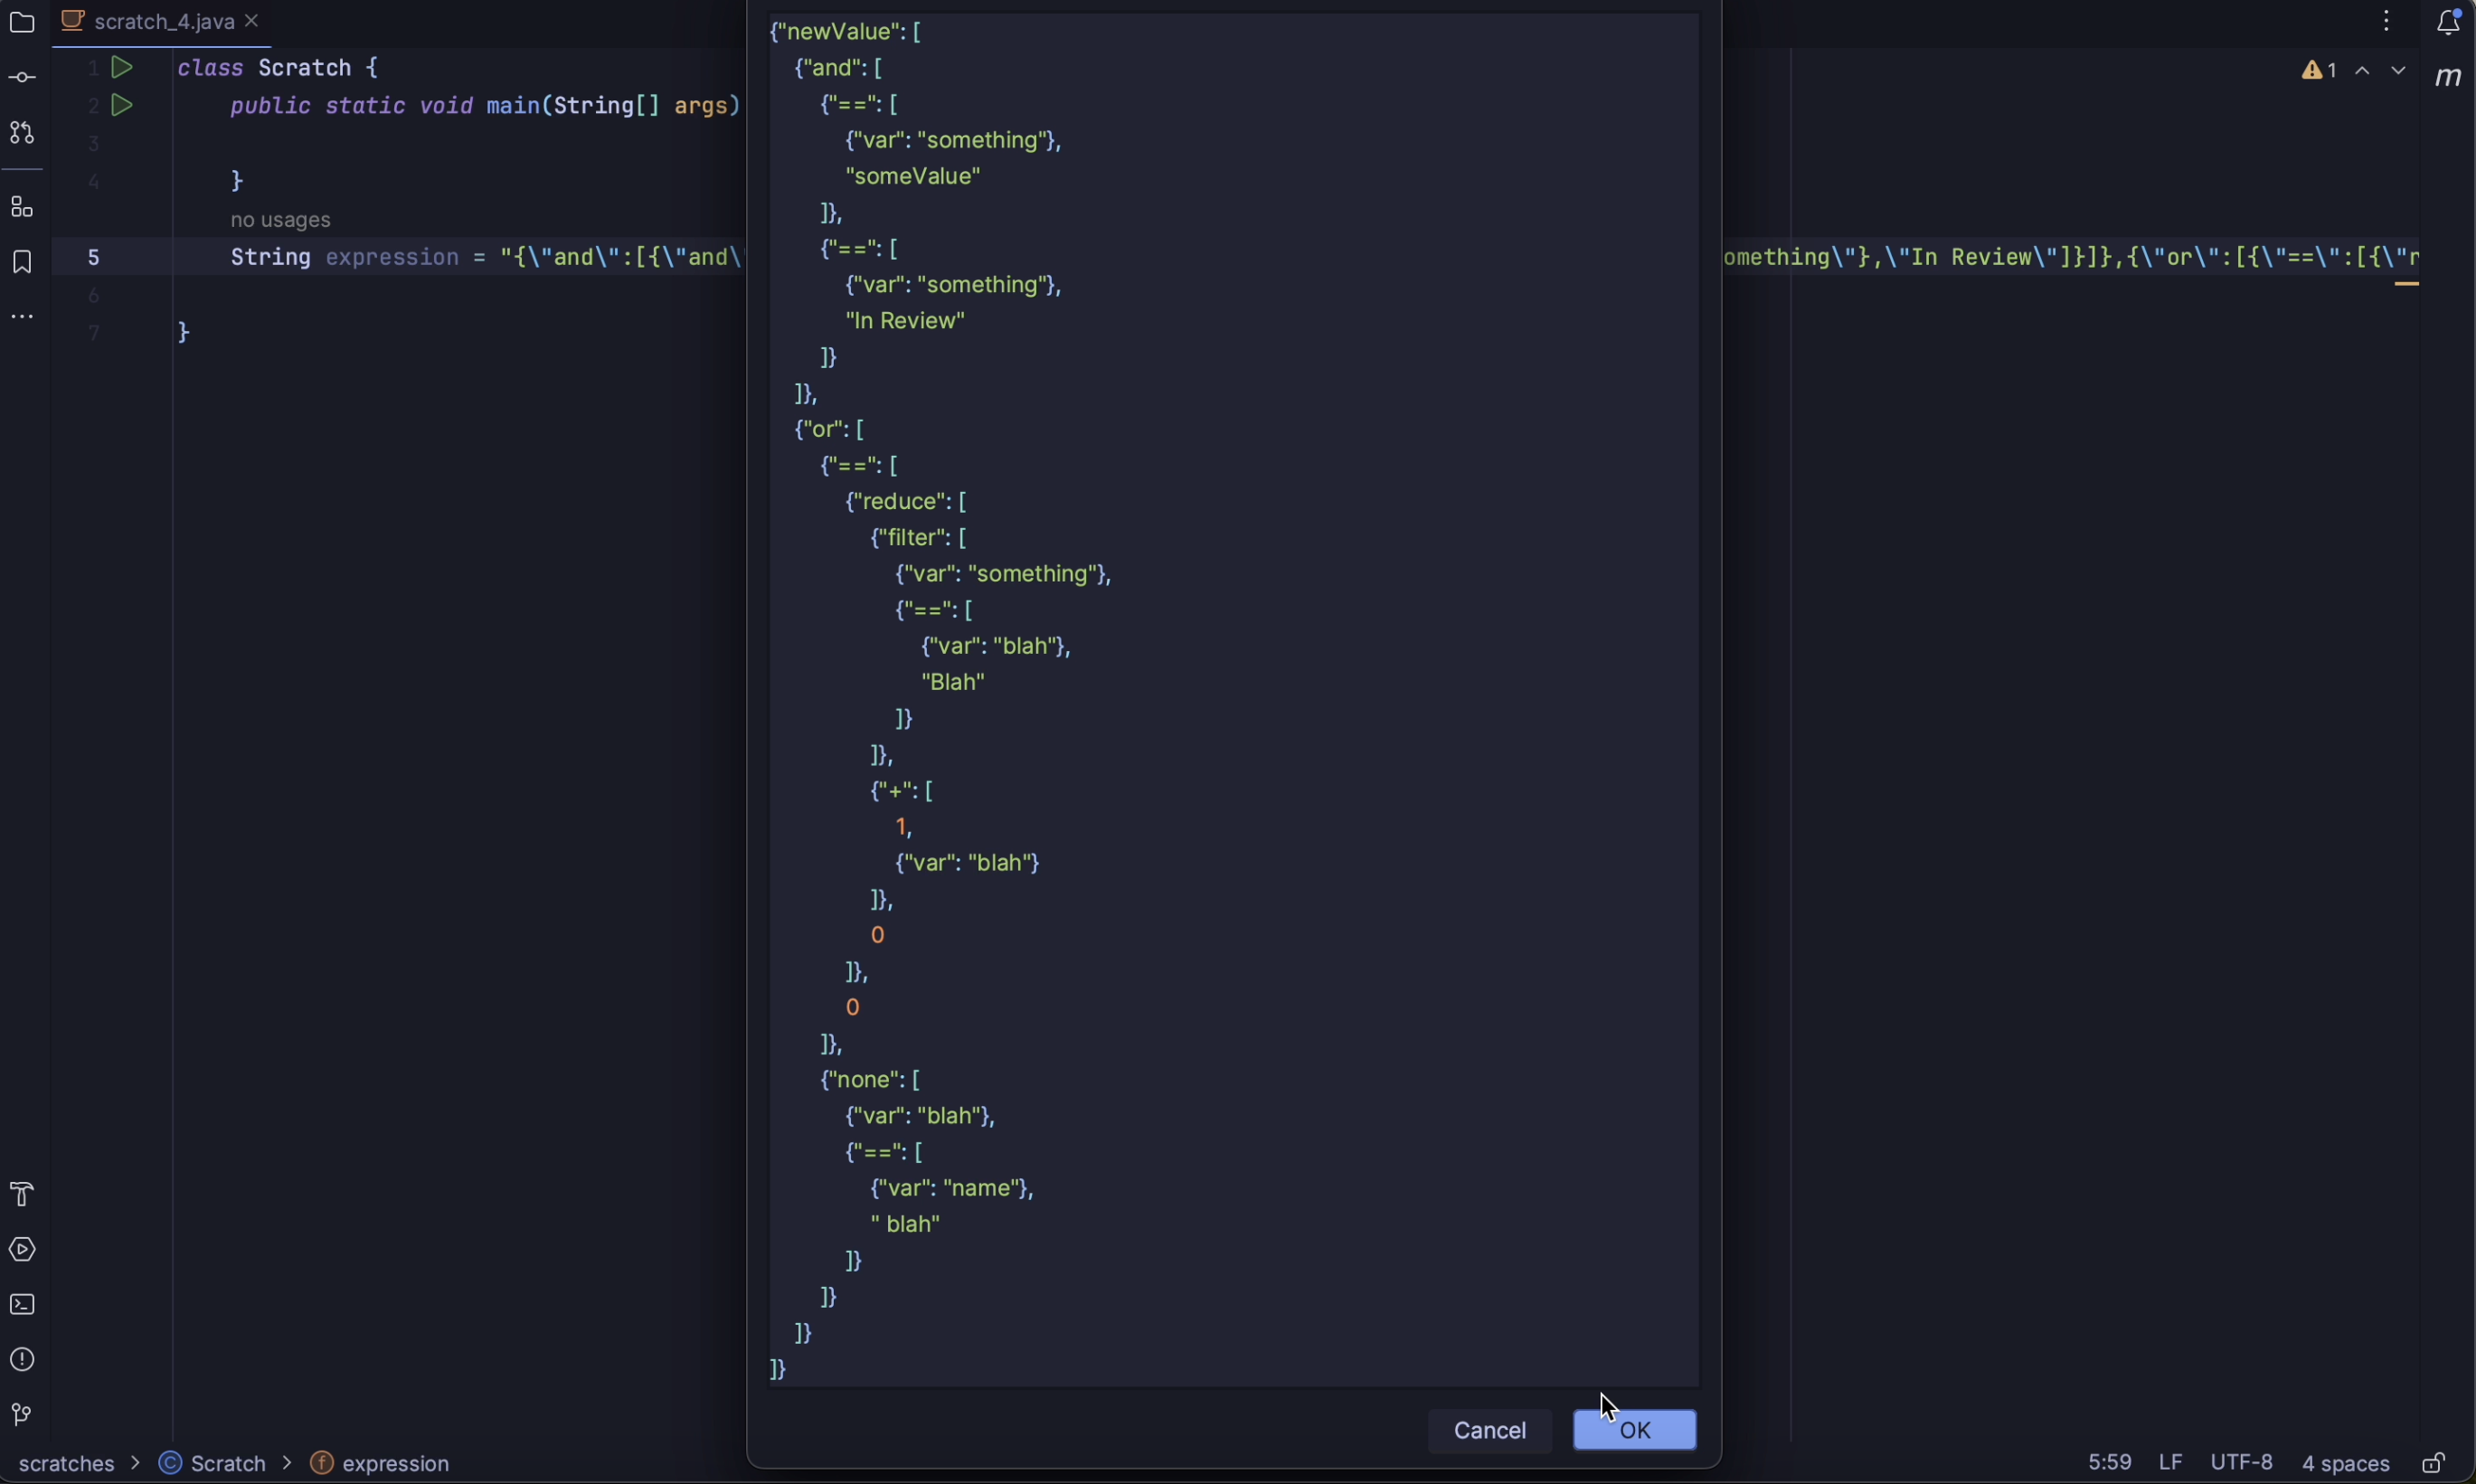 scratch_4.java
1 class Scratch {
2 public static void main(String[] args)
3
4 }
no usages
5 String expression = "{\"and\":[{\"and\"
omething\"},\"In Review\"]}]},{\"or\":[{\"==\":[{\"r
6
7 }
{"newValue": [
{"and": [
{"==": [
{"var": "something"},
"someValue"
]},
{"==": [
{"var": "something"},
"In Review"
]}
]},
{"or": [
{"==": [
{"reduce": [
{"filter": [
{"var": "something"},
{"==": [
{"var": "blah"},
"Blah"
]}
]},
{"+": [
1,
{"var": "blah"}
]},
0
]},
0
]},
{"none": [
{"var": "blah"},
{"==": [
{"var": "name"},
" blah"
]}
]}
]}
]}
Cancel
OK
1
m
scratches > C Scratch > f expression
5:59 LF UTF-8 4 spaces